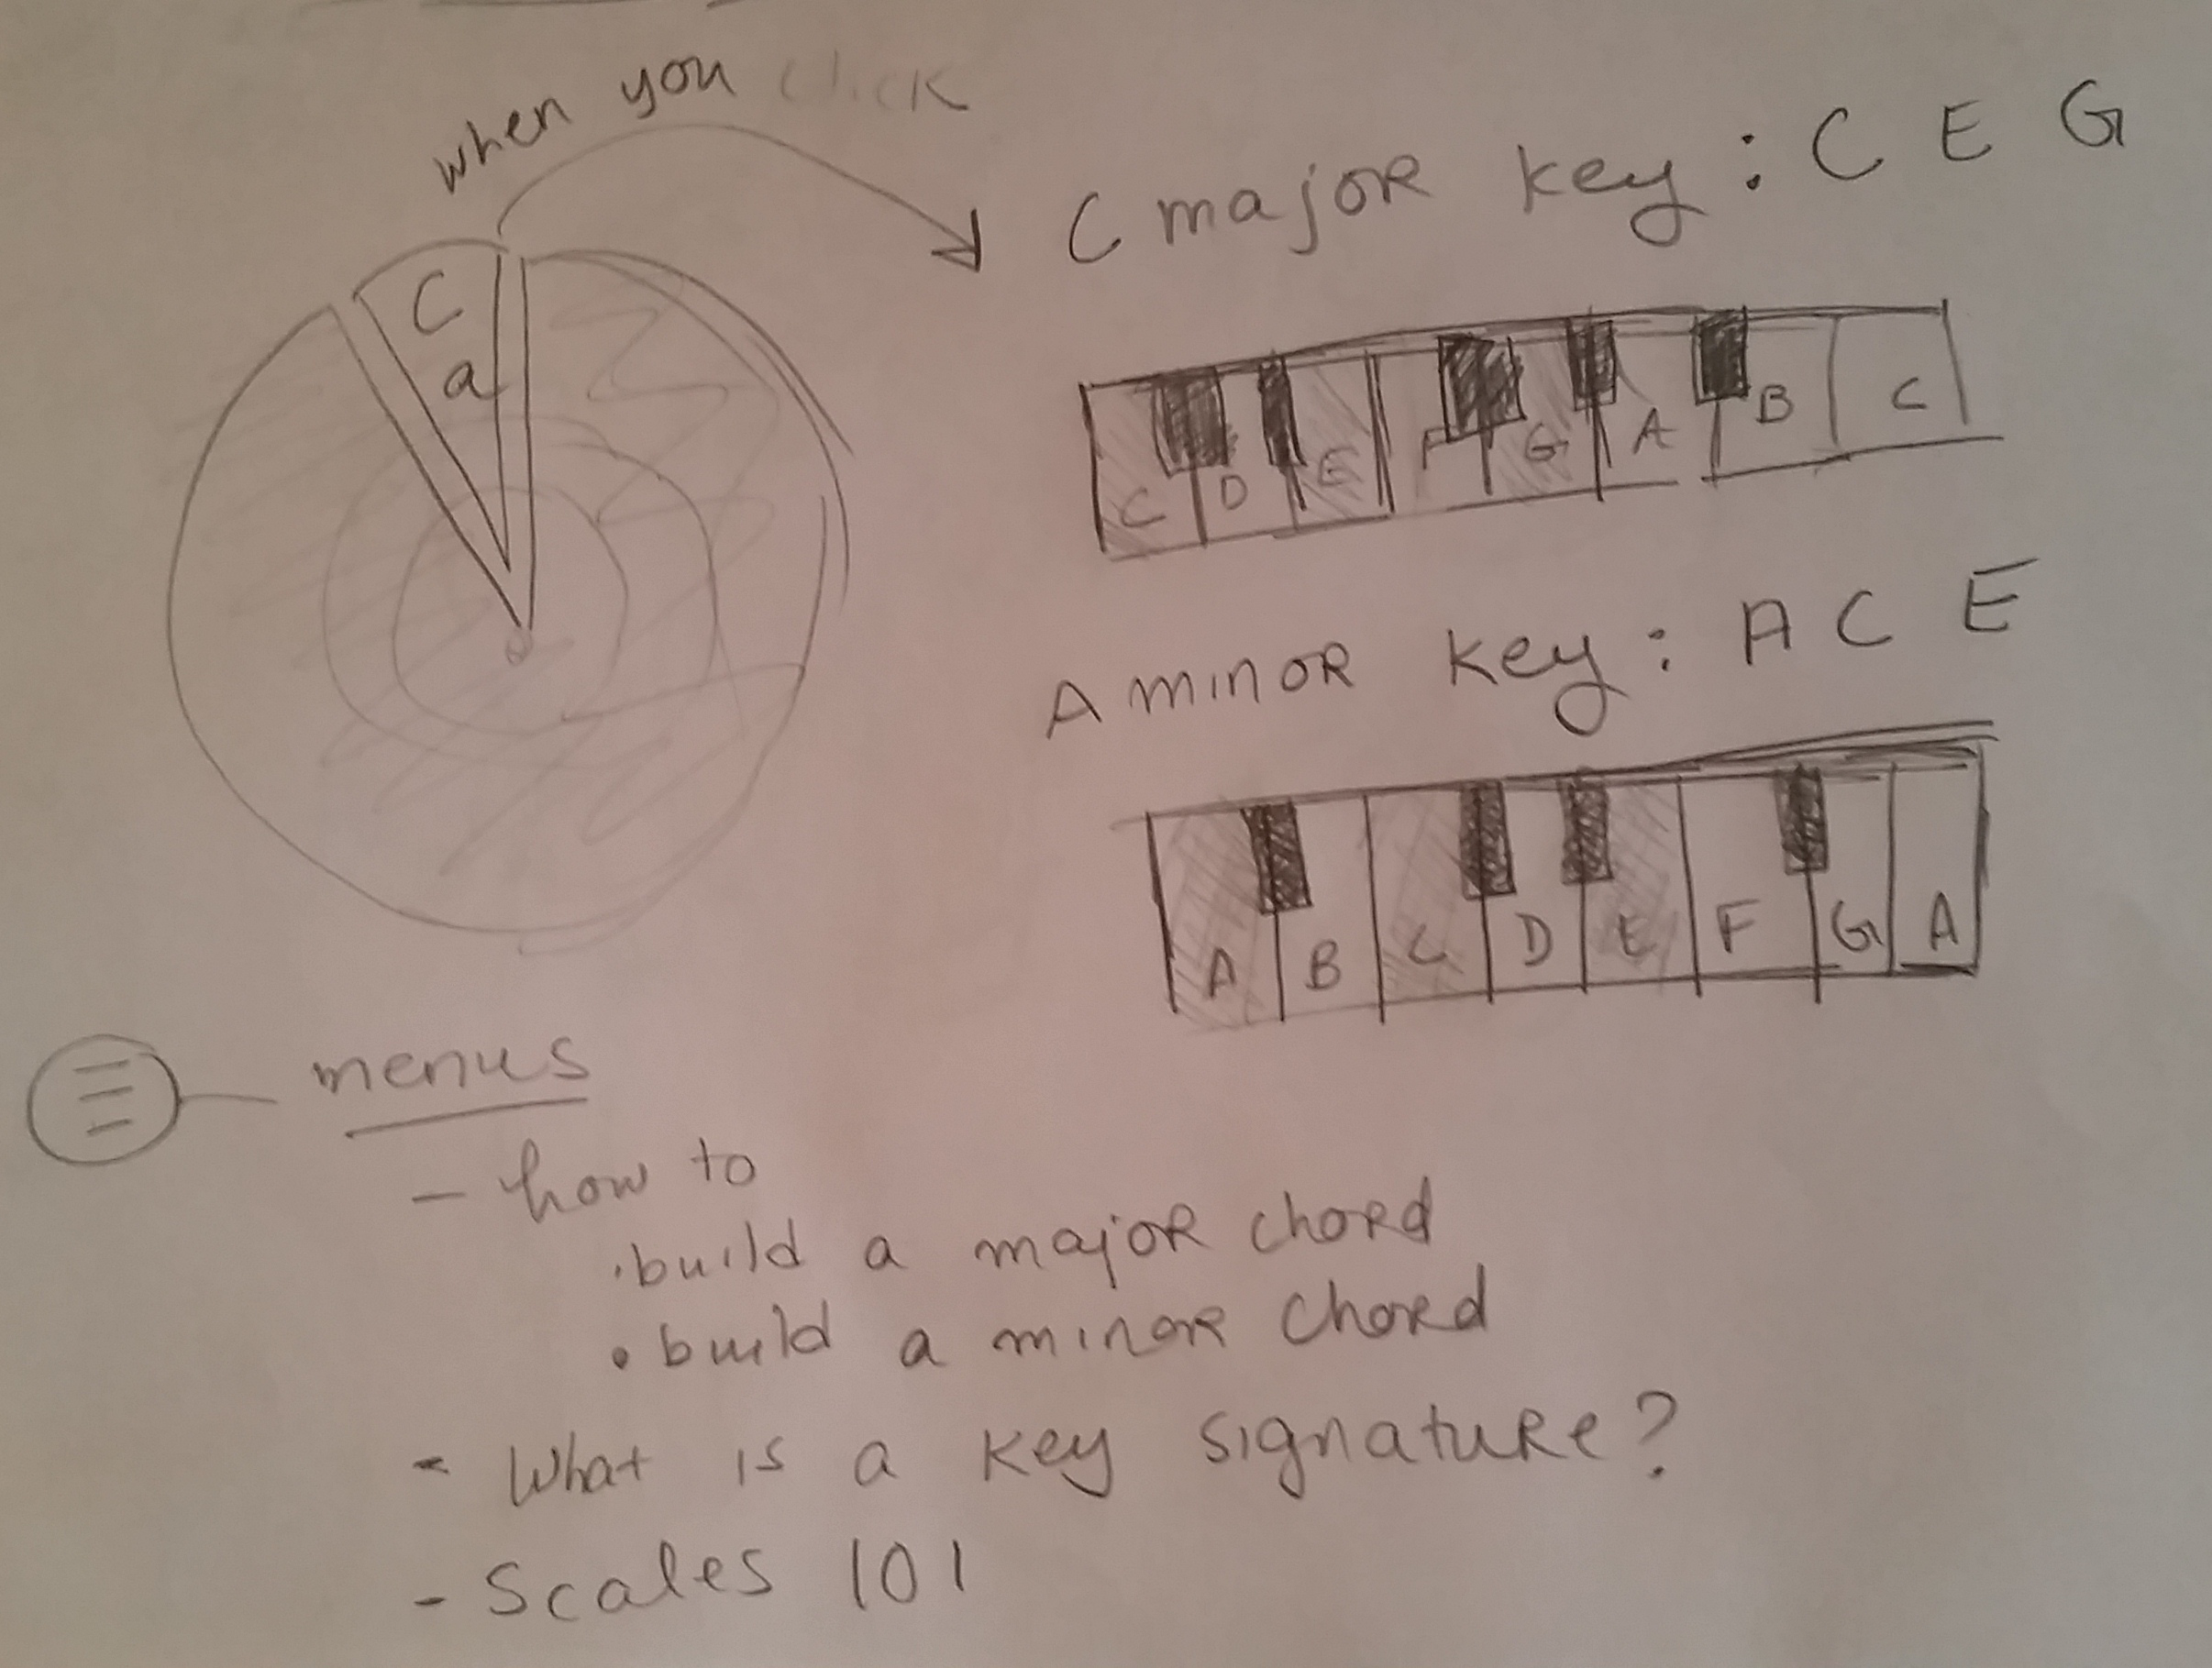 when you click
C
a
C major key: C E G
C D E F G A B C
A minor key: A C E
A B C D E F G A
menus
- how to
• build a major chord
• build a minor chord
- What is a key signature?
- Scales 101